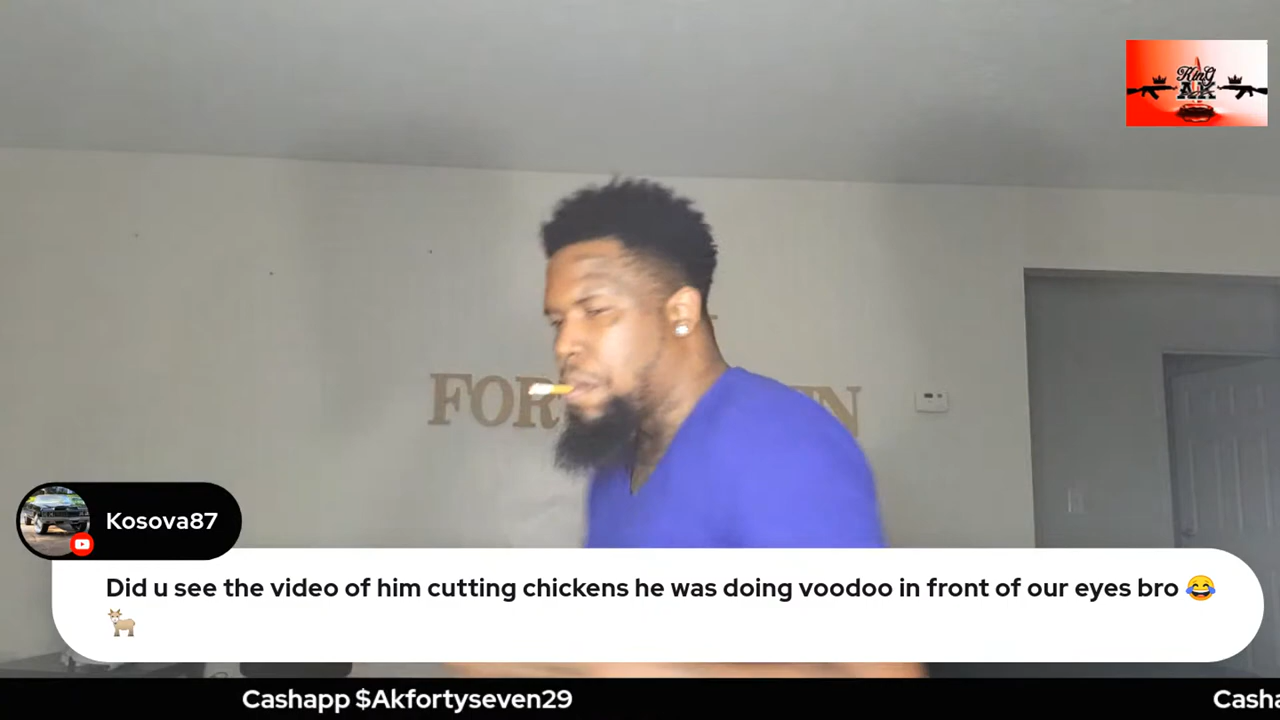 KinG
AK
FOR
EN
Kosova87
Did u see the video of him cutting chickens he was doing voodoo in front of our eyes bro 😂
🐐
Cashapp $Akfortyseven29
Casha